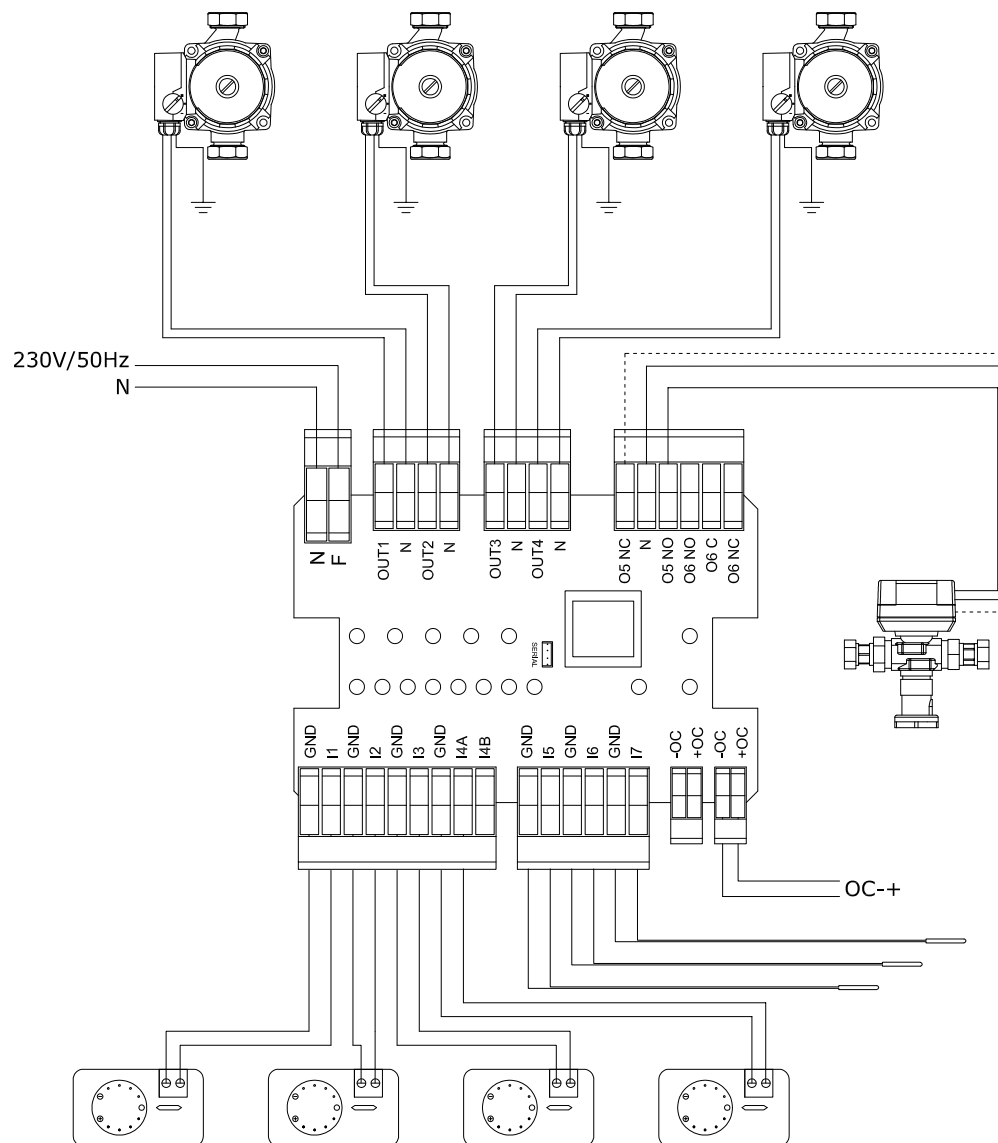 230V/50Hz
N
N
F
OUT1
N
OUT2
N
OUT3
N
OUT4
N
O5 NC
N
O5 NO
O6 NO
O6 C
O6 NC
SERIAL
GND
I1
GND
I2
GND
I3
GND
I4A
I4B
GND
I5
GND
I6
GND
I7
-OC
+OC
-OC
+OC
OC-+